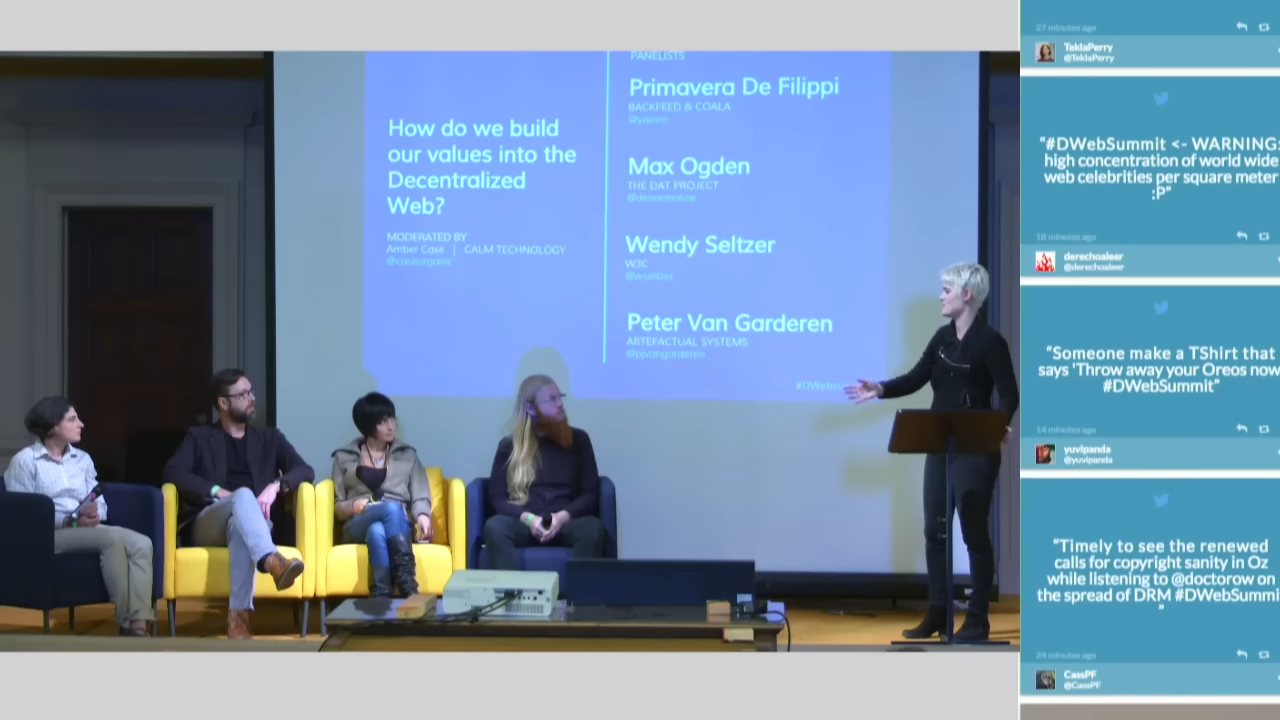 How do we build
our values into the
Decentralized
Web?
MODERATED BY
Amber Case | CALM TECHNOLOGY
@caseorganic
PANELISTS
Primavera De Filippi
BACKFEED & COALA
@yaoeo
Max Ogden
THE DAT PROJECT
@denormalize
Wendy Seltzer
W3C
@wseltzer
Peter Van Garderen
ARTEFACTUAL SYSTEMS
@pjvangarderen
27 minutes ago
TeklaPerry
@TeklaPerry
"#DWebSummit <- WARNING:
high concentration of world wide
web celebrities per square meter
:P"
18 minutes ago
derechoaleer
@derechoaleer
"Someone make a TShirt that
says 'Throw away your Oreos now
#DWebSummit"
14 minutes ago
yuvipanda
@yuvipanda
"Timely to see the renewed
calls for copyright sanity in Oz
while listening to @doctorow on
the spread of DRM #DWebSummi
"
24 minutes ago
CassPF
@CassPF